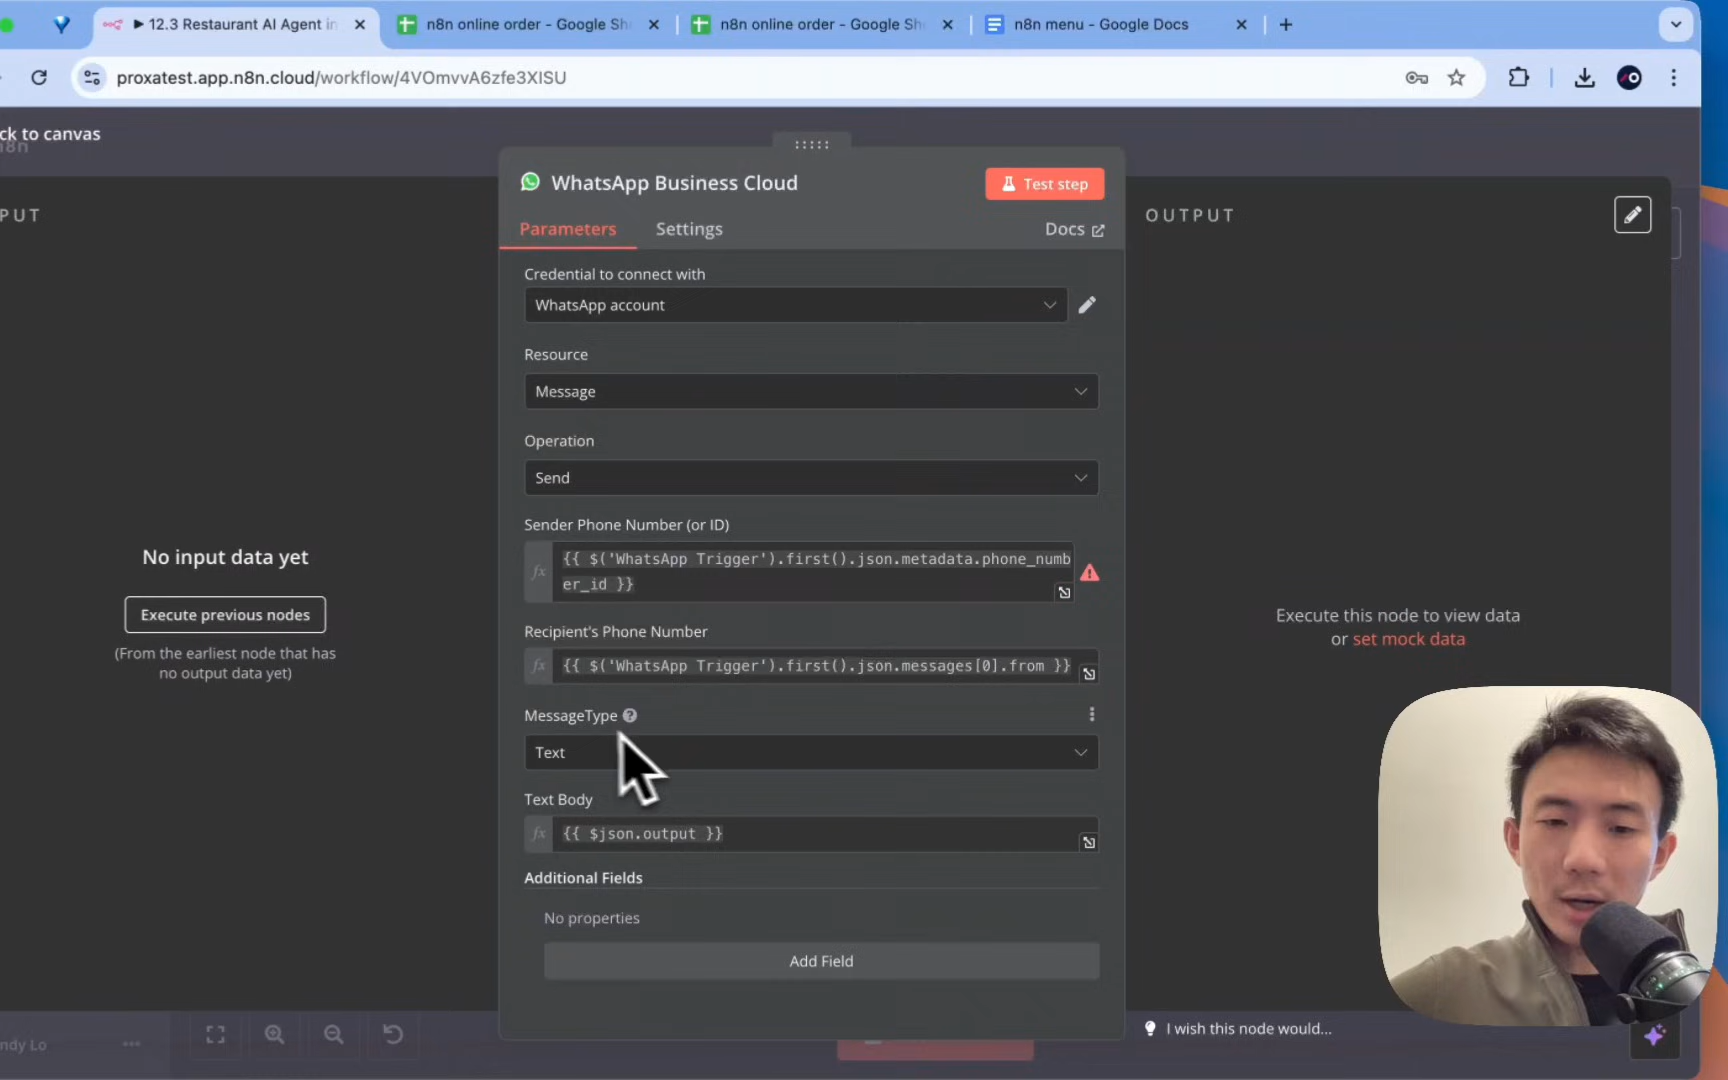 12.3 Restaurant AI Agent in
n8n online order - Google Sh
n8n online order - Google Sh
n8n menu - Google Docs
proxatest.app.n8n.cloud/workflow/4VOmvvA6zfe3XISU
ck to canvas
n8n
PUT
WhatsApp Business Cloud
Test step
OUTPUT
Parameters
Settings
Docs
Credential to connect with
WhatsApp account
Resource
Message
Operation
Send
Sender Phone Number (or ID)
fx
{{ $('WhatsApp Trigger').first().json.metadata.phone_numb
er_id }}
No input data yet
Execute previous nodes
(From the earliest node that has
no output data yet)
Execute this node to view data
or set mock data
Recipient's Phone Number
fx
{{ $('WhatsApp Trigger').first().json.messages[0].from }}
MessageType
Text
Text Body
fx
{{ $json.output }}
Additional Fields
No properties
Add Field
I wish this node would...
ndy Lo